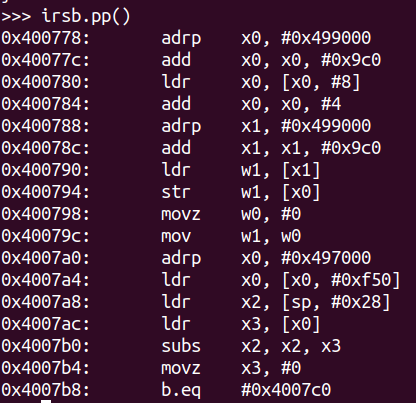 >>> irsb.pp()
0x400778: adrp x0, #0x499000
0x40077c: add x0, x0, #0x9c0
0x400780: ldr x0, [x0, #8]
0x400784: add x0, x0, #4
0x400788: adrp x1, #0x499000
0x40078c: add x1, x1, #0x9c0
0x400790: ldr w1, [x1]
0x400794: str w1, [x0]
0x400798: movz w0, #0
0x40079c: mov w1, w0
0x4007a0: adrp x0, #0x497000
0x4007a4: ldr x0, [x0, #0xf50]
0x4007a8: ldr x2, [sp, #0x28]
0x4007ac: ldr x3, [x0]
0x4007b0: subs x2, x2, x3
0x4007b4: movz x3, #0
0x4007b8: b.eq #0x4007c0